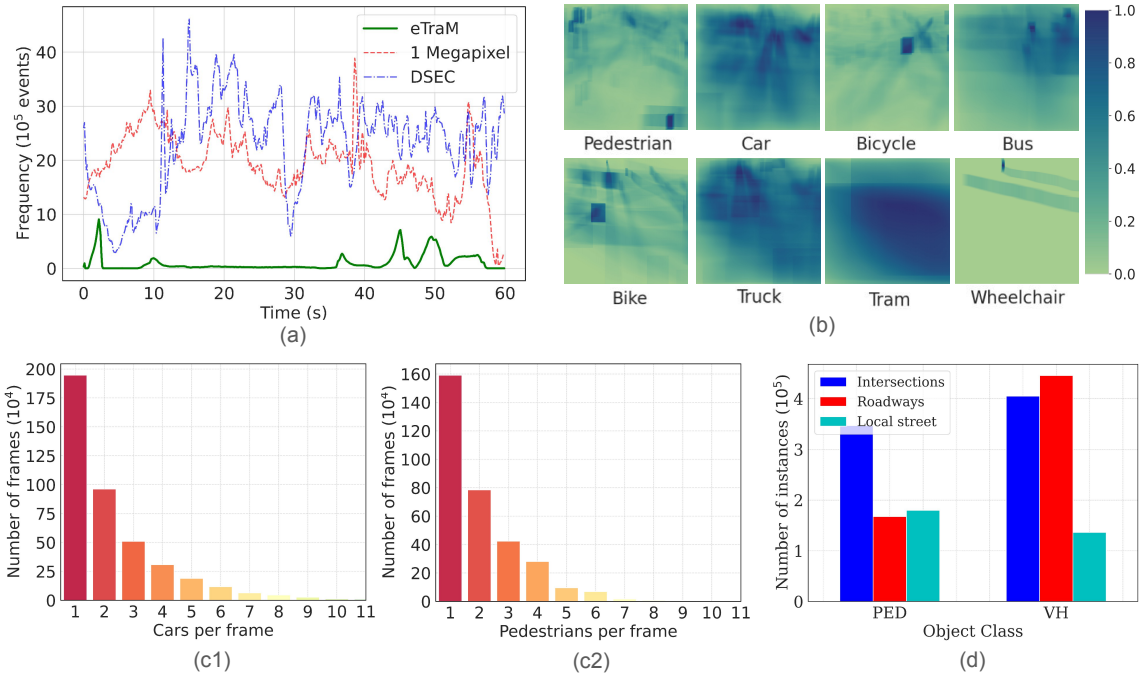 eTraM
1 Megapixel
DSEC
Frequency (10⁵ events)
40
30
20
10
0
0 10 20 30 40 50 60
Time (s)
(a)
Pedestrian Car Bicycle Bus
Bike Truck Tram Wheelchair
1.0
0.8
0.6
0.4
0.2
0.0
(b)
Number of frames (10⁴)
200
175
150
125
100
75
50
25
0
1 2 3 4 5 6 7 8 9 10 11
Cars per frame
(c1)
Number of frames (10⁴)
160
140
120
100
80
60
40
20
0
1 2 3 4 5 6 7 8 9 10 11
Pedestrians per frame
(c2)
Intersections
Roadways
Local street
Number of instances (10⁵)
4
3
2
1
0
PED VH
Object Class
(d)